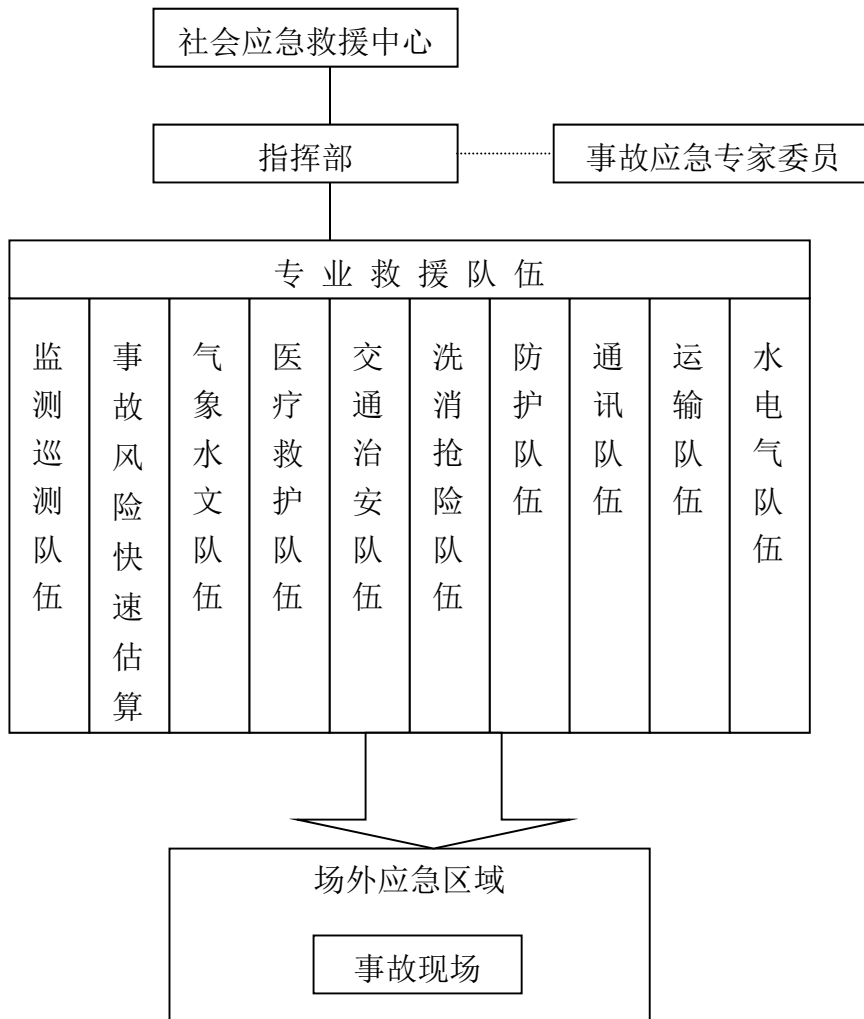 社会应急救援中心
指挥部
事故应急专家委员
专业救援队伍
监测巡测队伍
事故风险快速估算
气象水文队伍
医疗救护队伍
交通治安队伍
洗消抢险队伍
防护队伍
通讯队伍
运输队伍
水电气队伍
场外应急区域
事故现场